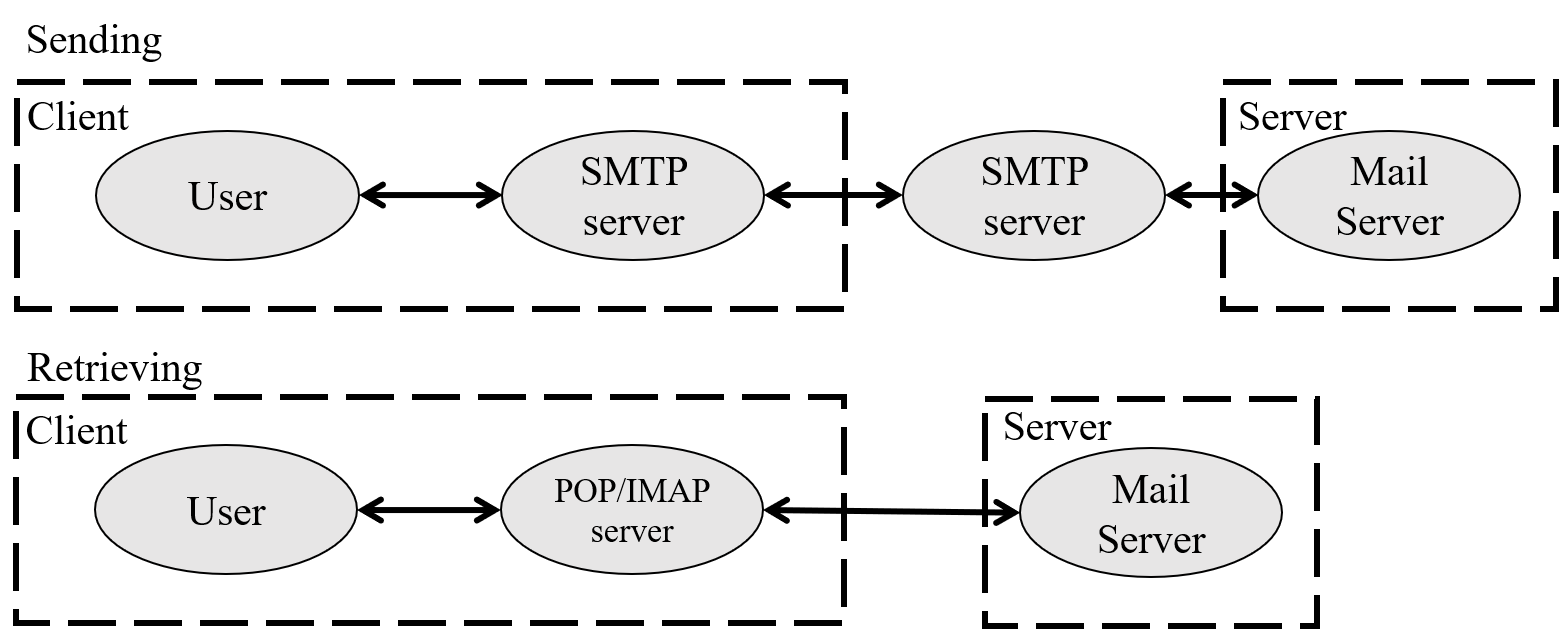 Sending
Client
User
SMTP
server
SMTP
server
Server
Mail
Server
Retrieving
Client
User
POP/IMAP
server
Server
Mail
Server